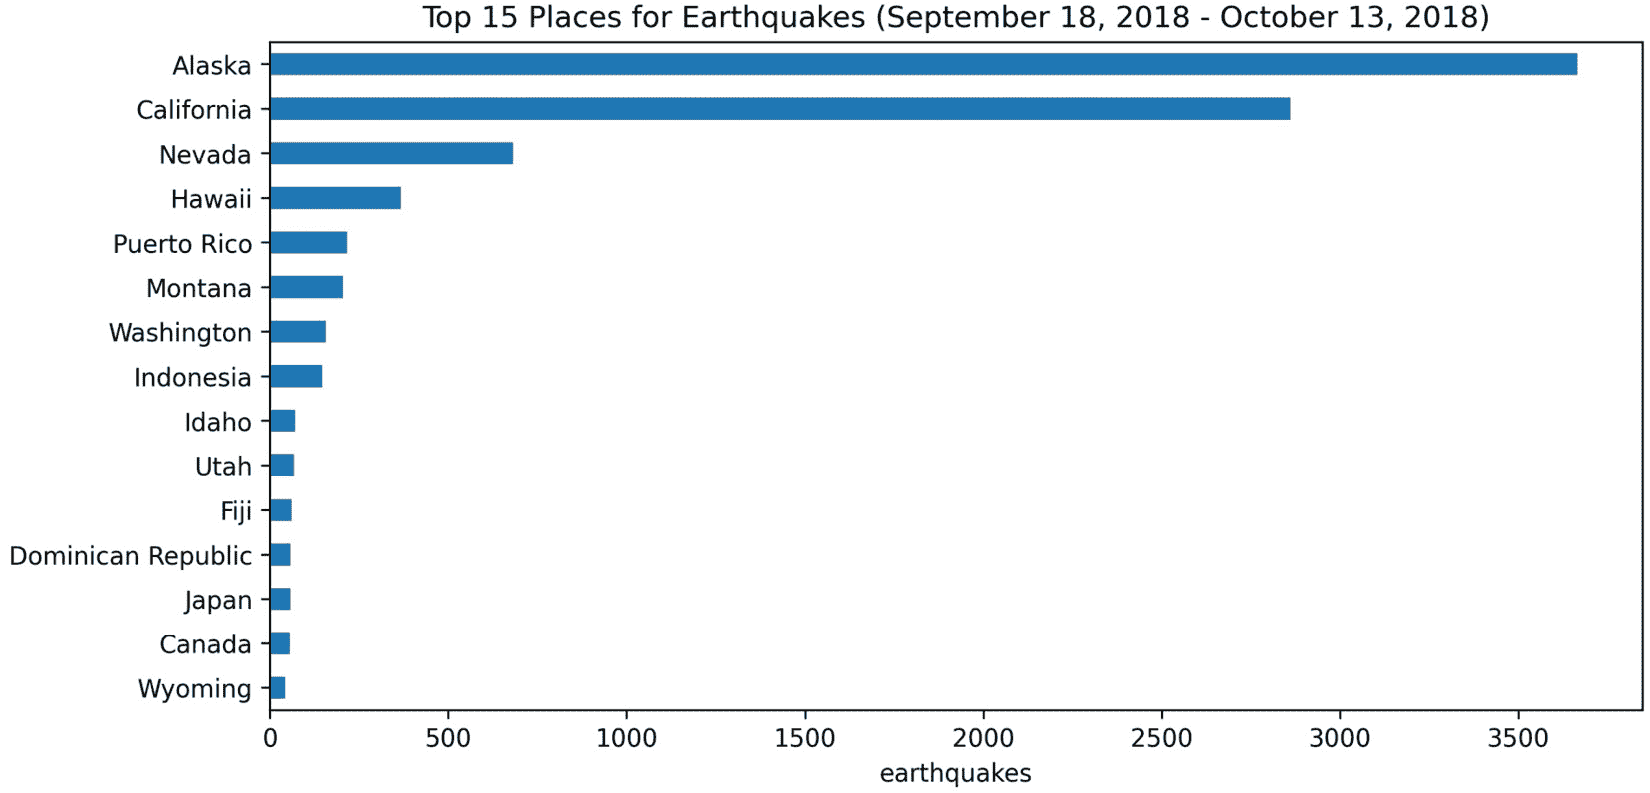 Top 15 Places for Earthquakes (September 18, 2018 - October 13, 2018)
Alaska
California
Nevada
Hawaii
Puerto Rico
Montana
Washington
Indonesia
Idaho
Utah
Fiji
Dominican Republic
Japan
Canada
Wyoming
0 500 1000 1500 2000 2500 3000 3500
earthquakes